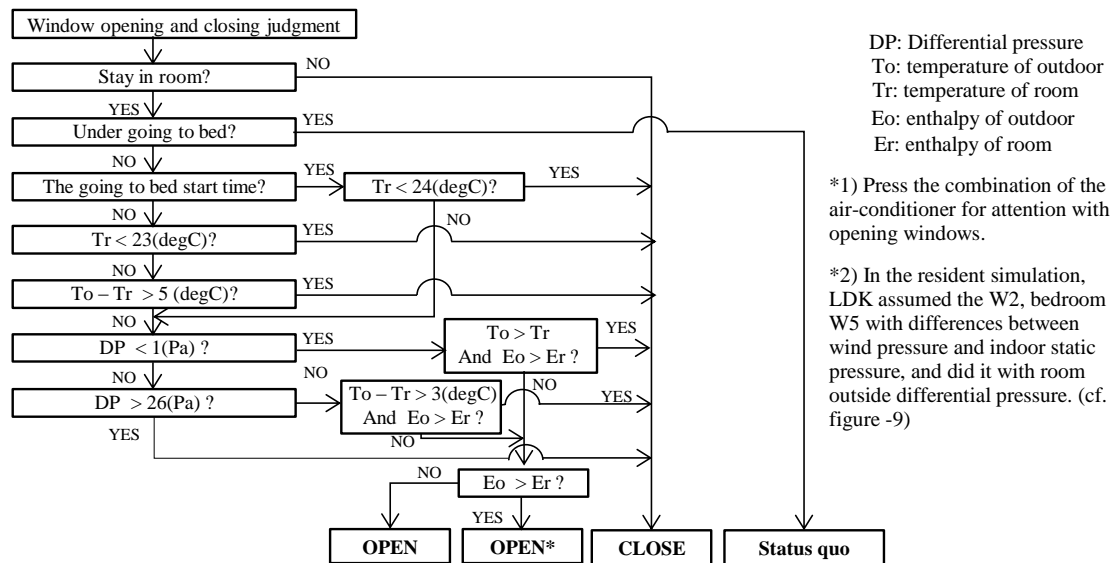 Window opening and closing judgment
Stay in room?
NO
YES
Under going to bed?
YES
NO
The going to bed start time?
YES
Tr < 24(degC)?
YES
NO
NO
Tr < 23(degC)?
YES
NO
To – Tr > 5 (degC)?
YES
NO
DP < 1(Pa) ?
YES
To > Tr
And Eo > Er ?
YES
NO
NO
DP > 26(Pa) ?
NO
To – Tr > 3(degC)
And Eo > Er ?
YES
NO
YES
Eo > Er ?
NO
YES
OPEN
OPEN*
CLOSE
Status quo
DP: Differential pressure
To: temperature of outdoor
Tr: temperature of room
Eo: enthalpy of outdoor
Er: enthalpy of room
*1) Press the combination of the
air-conditioner for attention with
opening windows.
*2) In the resident simulation,
LDK assumed the W2, bedroom
W5 with differences between
wind pressure and indoor static
pressure, and did it with room
outside differential pressure. (cf.
figure -9)